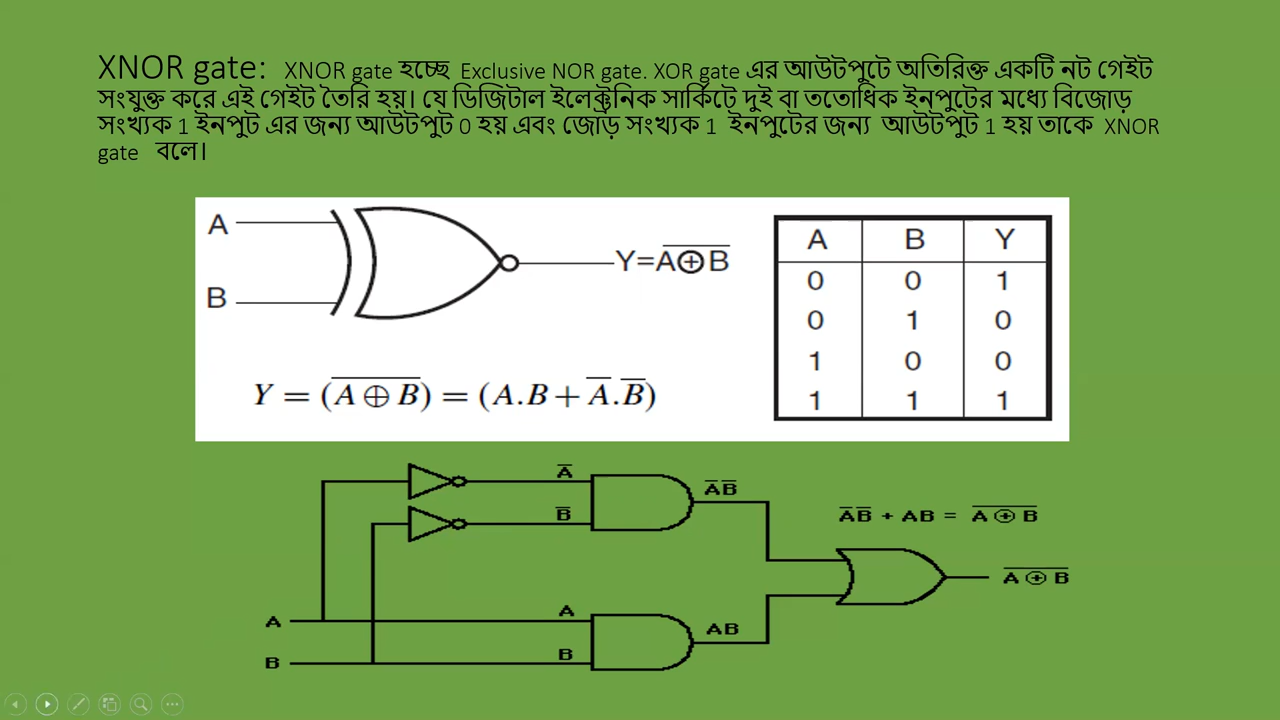 XNOR gate: XNOR gate হচ্ছে Exclusive NOR gate. XOR gate এর আউটপুটে অতিরিক্ত একটি নট গেইট
সংযুক্ত করে এই গেইট তৈরি হয়। যে ডিজিটাল ইলেক্ট্রনিক সার্কিটে দুই বা ততোধিক ইনপুটের মধ্যে বিজোড়
সংখ্যক 1 ইনপুট এর জন্য আউটপুট 0 হয় এবং জোড় সংখ্যক 1 ইনপুটের জন্য আউটপুট 1 হয় তাকে XNOR
gate বলে।
A
B
Y=A̅⊕̅B̅
Y = (A̅ ̅⊕̅ ̅B̅) = (A.B + A̅.B̅)
A B Y
0 0 1
0 1 0
1 0 0
1 1 1
A̅
B̅
A̅B̅
A̅B̅ + AB = A̅ ̅⊕̅ ̅B̅
A̅ ̅⊕̅ ̅B̅
A
A
B
B
AB